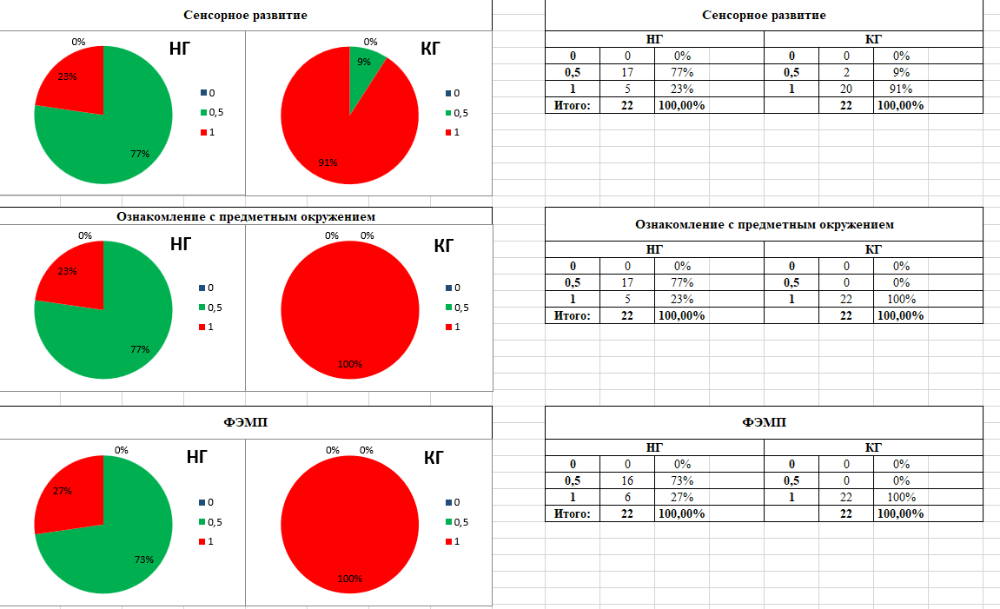 Сенсорное развитие
0%
НГ
23%
77%
0
0,5
1
0%
КГ
9%
91%
0
0,5
1
Сенсорное развитие
НГ КГ
0 0 0% 0 0 0%
0,5 17 77% 0,5 2 9%
1 5 23% 1 20 91%
Итого: 22 100,00% 22 100,00%
Ознакомление с предметным окружением
0%
НГ
23%
77%
0
0,5
1
0% 0%
КГ
100%
0
0,5
1
Ознакомление с предметным окружением
НГ КГ
0 0 0% 0 0 0%
0,5 17 77% 0,5 0 0%
1 5 23% 1 22 100%
Итого: 22 100,00% 22 100,00%
ФЭМП
0%
НГ
27%
73%
0
0,5
1
0% 0%
КГ
100%
0
0,5
1
ФЭМП
НГ КГ
0 0 0% 0 0 0%
0,5 16 73% 0,5 0 0%
1 6 27% 1 22 100%
Итого: 22 100,00% 22 100,00%